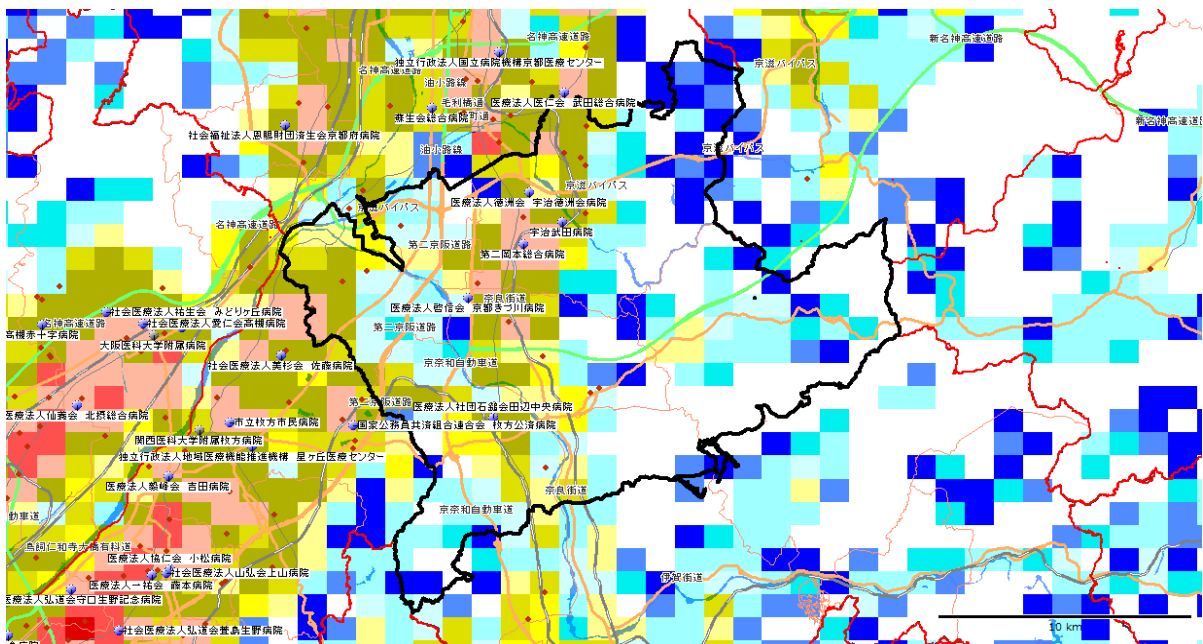 名神高速道路
新名神高速道路
独立行政法人国立病院機構京都医療センター
京滋バイパス
名神高速道路
油小路線
毛利橋通
医療法人医仁会 武田総合病院
蘇生会総合病院
新名神高速道
社会福祉法人恩賜財団済生会京都府病院
油小路線
京滋バイパス
京滋バイパス
医療法人徳洲会 宇治徳洲会病院
京滋バイパス
名神高速道路
宇治武田病院
第二京阪道路
第二岡本総合病院
奈良街道
医療法人啓信会 京都きづ川病院
社会医療法人祐生会 みどりヶ丘病院
名神高速道路
社会医療法人愛仁会高槻病院
高槻赤十字病院
第二京阪道路
大阪医科大学附属病院
社会医療法人美杉会 佐藤病院
京奈和自動車道
第二京阪道路
医療法人社団石鎚会田辺中央病院
医療法人仙養会 北摂総合病院
市立枚方市民病院
国家公務員共済組合連合会 枚方公済病院
関西医科大学附属枚方病院
独立行政法人地域医療機能推進機構 星ヶ丘医療センター
医療法人毅峰会 吉田病院
奈良街道
京奈和自動車道
動車道
鳥飼仁和寺大橋有料道
医療法人協仁会 小松病院
社会医療法人山弘会上山病院
伊賀街道
医療法人一祐会 藤本病院
医療法人弘道会守口生野記念病院
10 km
社会医療法人弘道会萱島生野病院
病院